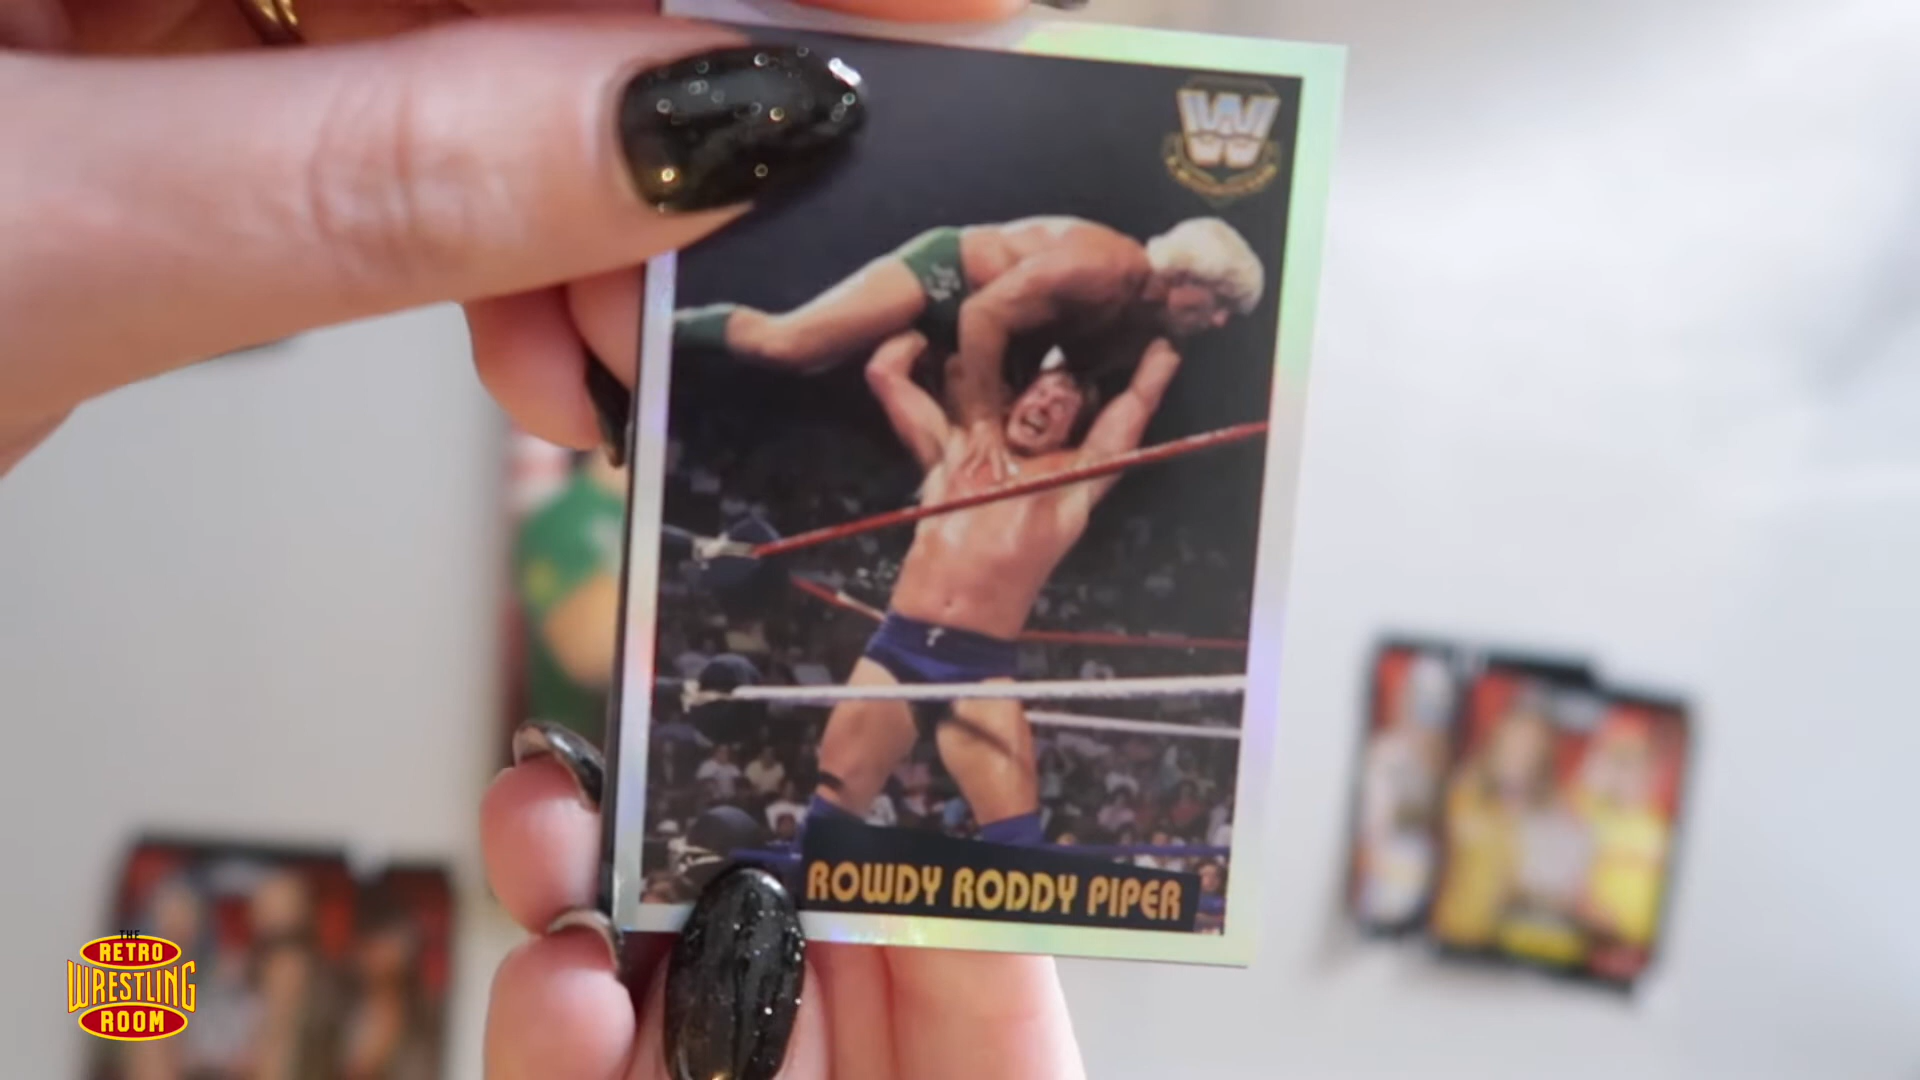 ROWDY RODDY PIPER
THE
RETRO
WRESTLING
ROOM